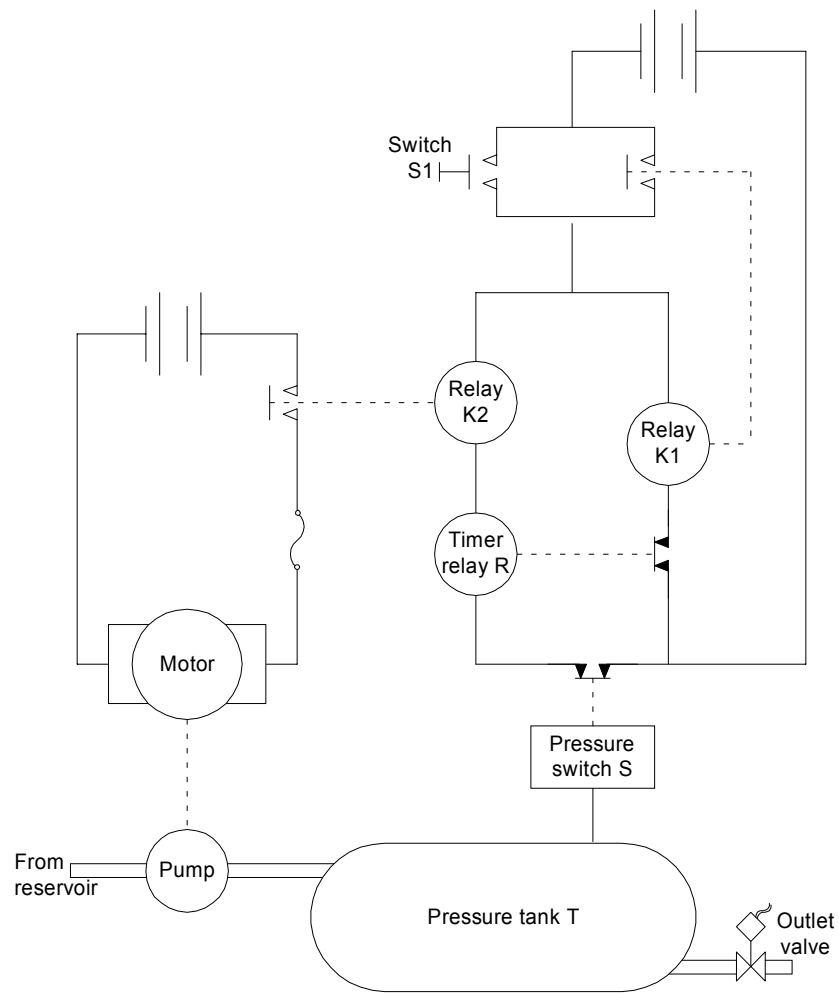 Switch
S1
Relay
K2
Relay
K1
Timer
relay R
Motor
Pressure
switch S
From
reservoir
Pump
Pressure tank T
Outlet
valve